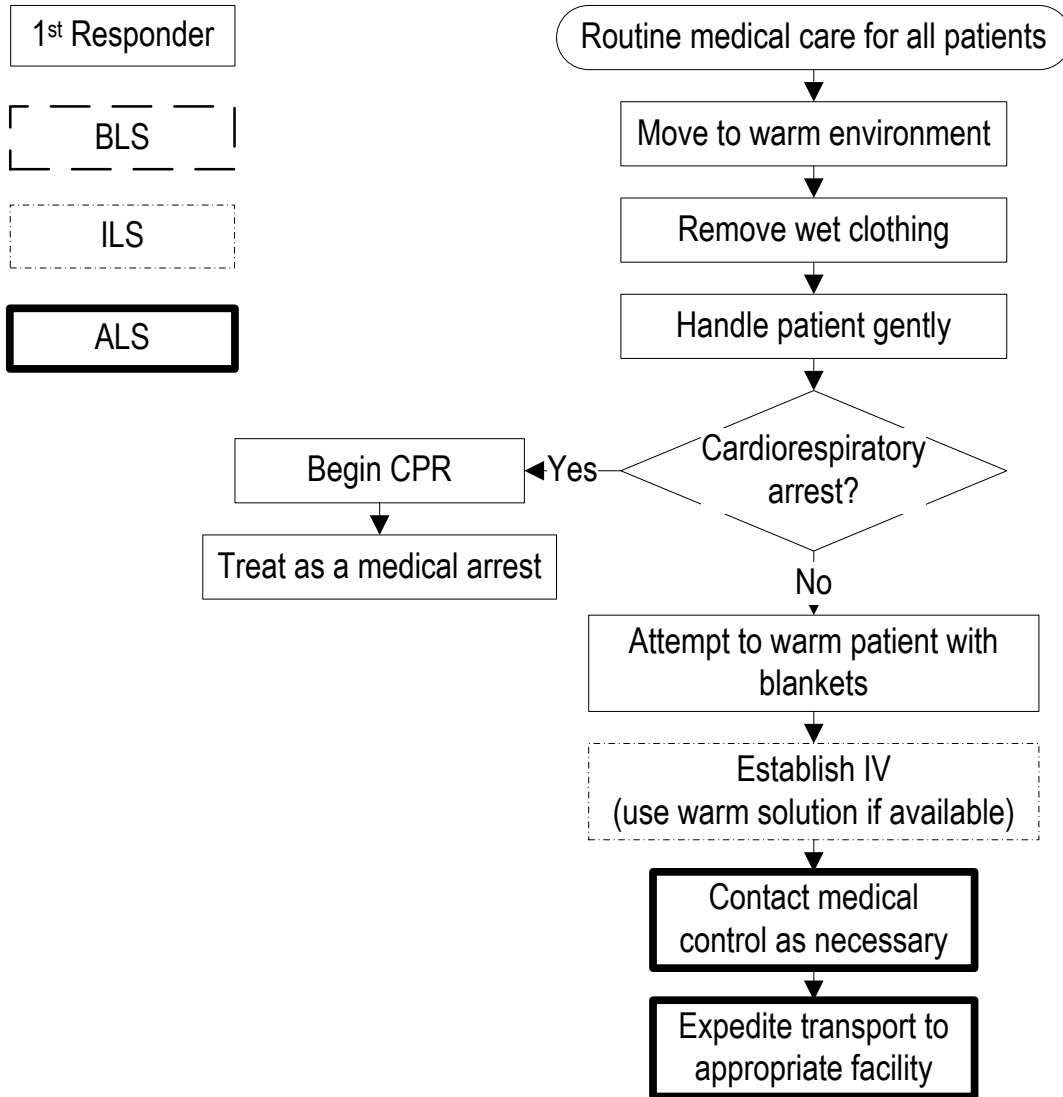 1st Responder
BLS
ILS
ALS
Routine medical care for all patients
Move to warm environment
Remove wet clothing
Handle patient gently
Cardiorespiratory
arrest?
Yes
Begin CPR
Treat as a medical arrest
No
Attempt to warm patient with
blankets
Establish IV
(use warm solution if available)
Contact medical
control as necessary
Expedite transport to
appropriate facility